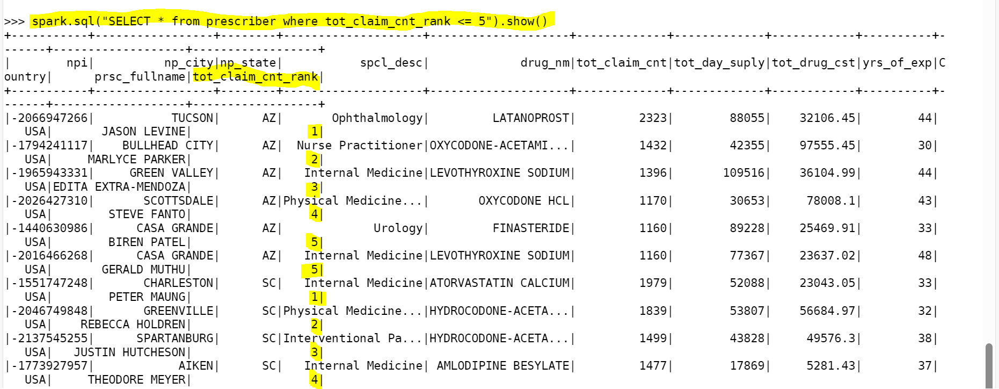 >>> spark.sql("SELECT * from prescriber where tot_claim_cnt_rank <= 5").show()
+-----------+-----------------+--------+--------------------+--------------------+-------------+-------------+------------+----------+-
------+-------------------+------------------+
|        npi|          np_city|np_state|           spcl_desc|             drug_nm|tot_claim_cnt|tot_day_suply|tot_drug_cst|yrs_of_exp|C
ountry|      prsc_fullname|tot_claim_cnt_rank|
+-----------+-----------------+--------+--------------------+--------------------+-------------+-------------+------------+----------+-
------+-------------------+------------------+
|-2066947266|           TUCSON|      AZ|       Ophthalmology|         LATANOPROST|         2323|        88055|    32106.45|        44|
   USA|       JASON LEVINE|                 1|
|-1794241117|    BULLHEAD CITY|      AZ|  Nurse Practitioner|OXYCODONE-ACETAMI...|         1432|        42355|    97555.45|        30|
   USA|     MARLYCE PARKER|                 2|
|-1965943331|     GREEN VALLEY|      AZ|   Internal Medicine|LEVOTHYROXINE SODIUM|         1396|       109516|    36104.99|        44|
   USA|EDITA EXTRA-MENDOZA|                 3|
|-2026427310|       SCOTTSDALE|      AZ|Physical Medicine...|       OXYCODONE HCL|         1170|        30653|     78008.1|        43|
   USA|        STEVE FANTO|                 4|
|-1440630986|      CASA GRANDE|      AZ|             Urology|         FINASTERIDE|         1160|        89228|    25469.91|        33|
   USA|        BIREN PATEL|                 5|
|-2016466268|      CASA GRANDE|      AZ|   Internal Medicine|LEVOTHYROXINE SODIUM|         1160|        77367|    23637.02|        48|
   USA|       GERALD MUTHU|                 5|
|-1551747248|       CHARLESTON|      SC|   Internal Medicine|ATORVASTATIN CALCIUM|         1979|        52088|    23043.05|        33|
   USA|        PETER MAUNG|                 1|
|-2046749848|       GREENVILLE|      SC|Physical Medicine...|HYDROCODONE-ACETA...|         1839|        53807|    56684.97|        32|
   USA|    REBECCA HOLDREN|                 2|
|-2137545255|      SPARTANBURG|      SC|Interventional Pa...|HYDROCODONE-ACETA...|         1499|        43828|     49576.3|        38|
   USA|   JUSTIN HUTCHESON|                 3|
|-1773927957|            AIKEN|      SC|   Internal Medicine| AMLODIPINE BESYLATE|         1477|        17869|     5281.43|        37|
   USA|     THEODORE MEYER|                 4|